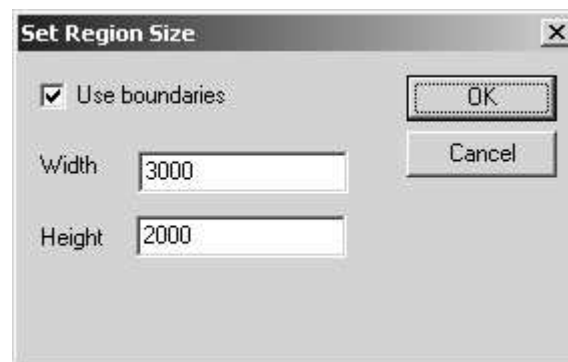 Set Region Size
Use boundaries
OK
Cancel
Width
3000
Height
2000